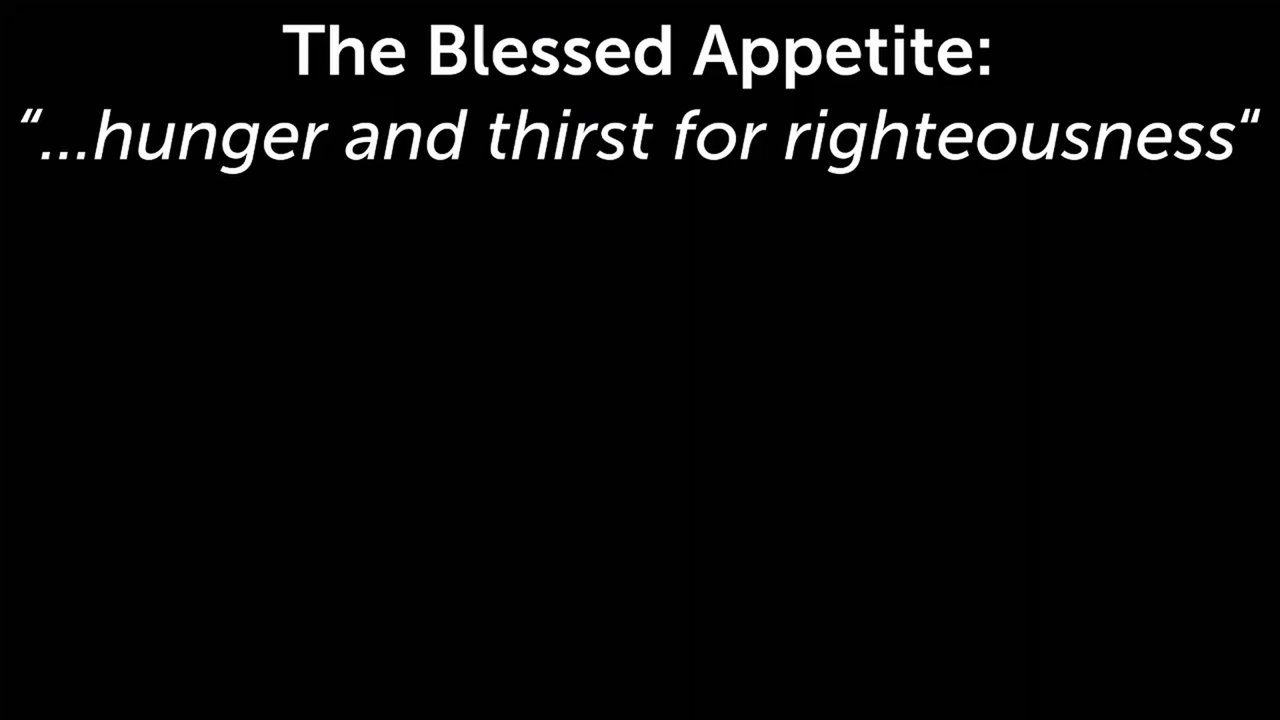 The Blessed Appetite:
“...hunger and thirst for righteousness“